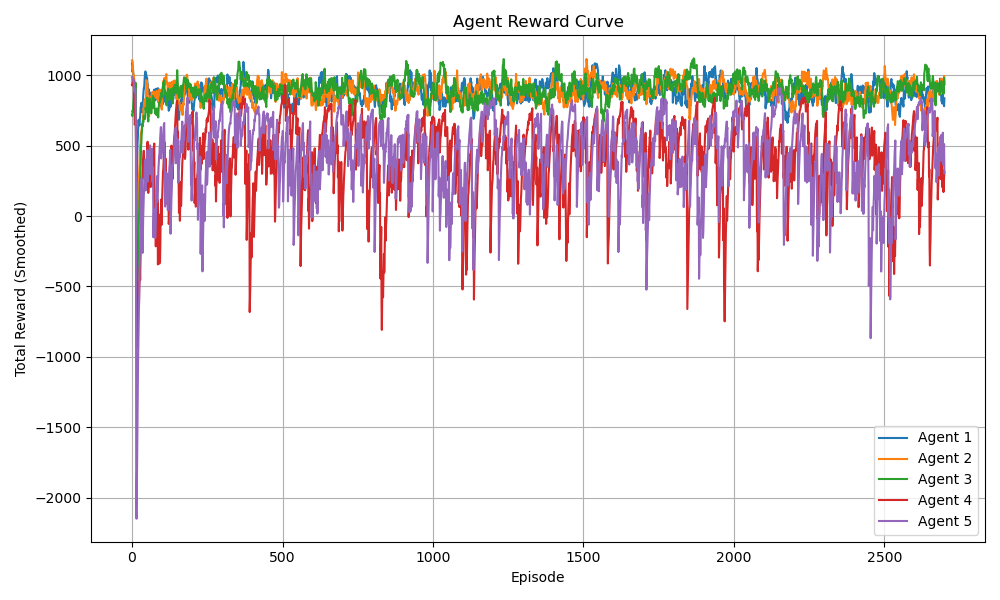 Agent Reward Curve
Total Reward (Smoothed)
1000
500
0
−500
−1000
−1500
−2000
0 500 1000 1500 2000 2500
Episode
Agent 1
Agent 2
Agent 3
Agent 4
Agent 5